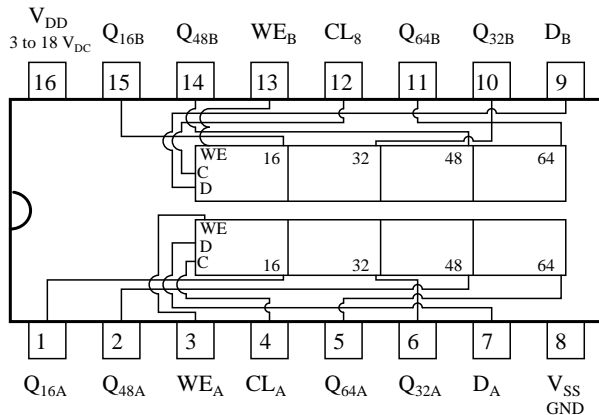 V_DD Q_16B Q_48B WE_B CL_8 Q_64B Q_32B D_B
3 to 18 V_DC
16 15 14 13 12 11 10 9
WE 16 32 48 64
C
D
WE
D
C 16 32 48 64
1 2 3 4 5 6 7 8
Q_16A Q_48A WE_A CL_A Q_64A Q_32A D_A V_SS
GND